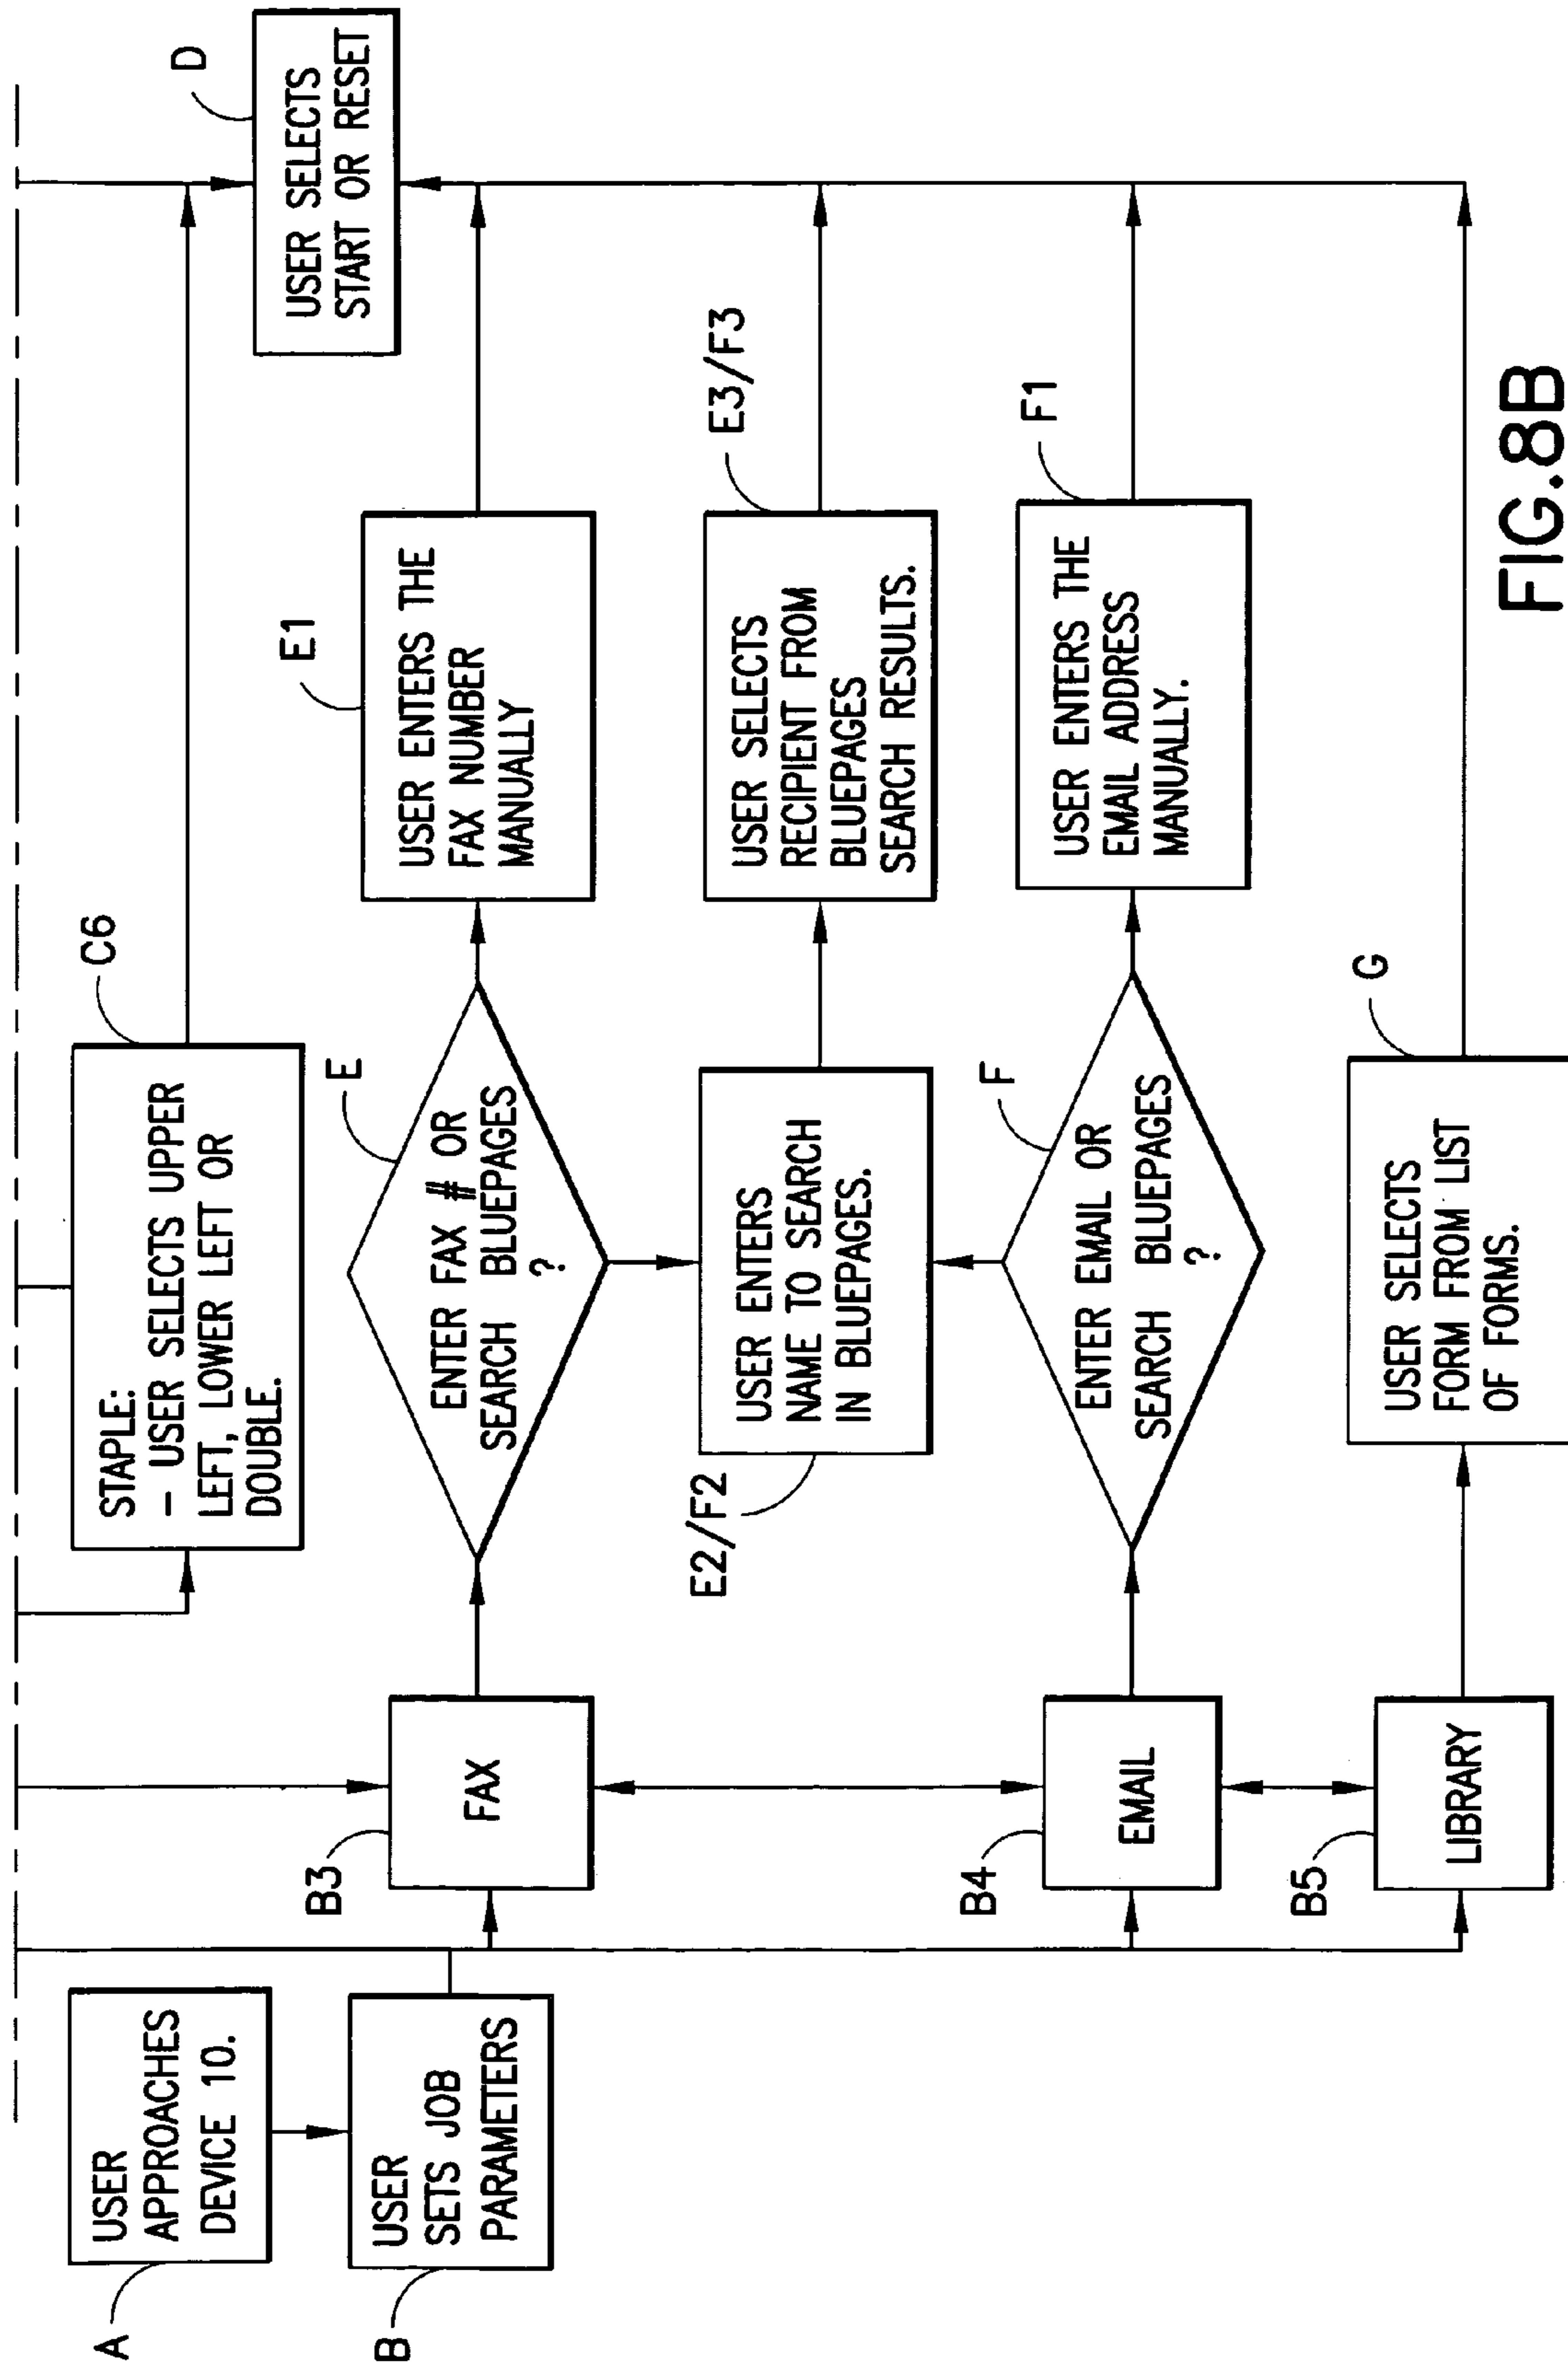 A
USER
APPROACHES
DEVICE 10.
B
USER
SETS JOB
PARAMETERS
B3
FAX
B4
EMAIL
B5
LIBRARY
C6
STAPLE:
– USER SELECTS UPPER
LEFT, LOWER LEFT OR
DOUBLE.
E
ENTER FAX # OR
SEARCH BLUEPAGES
?
E1
USER ENTERS THE
FAX NUMBER
MANUALLY
E2/F2
USER ENTERS
NAME TO SEARCH
IN BLUEPAGES.
E3/F3
USER SELECTS
RECIPIENT FROM
BLUEPAGES
SEARCH RESULTS.
F
ENTER EMAIL OR
SEARCH BLUEPAGES
?
F1
USER ENTERS THE
EMAIL ADDRESS
MANUALLY.
G
USER SELECTS
FORM FROM LIST
OF FORMS.
D
USER SELECTS
START OR RESET
FIG.8B